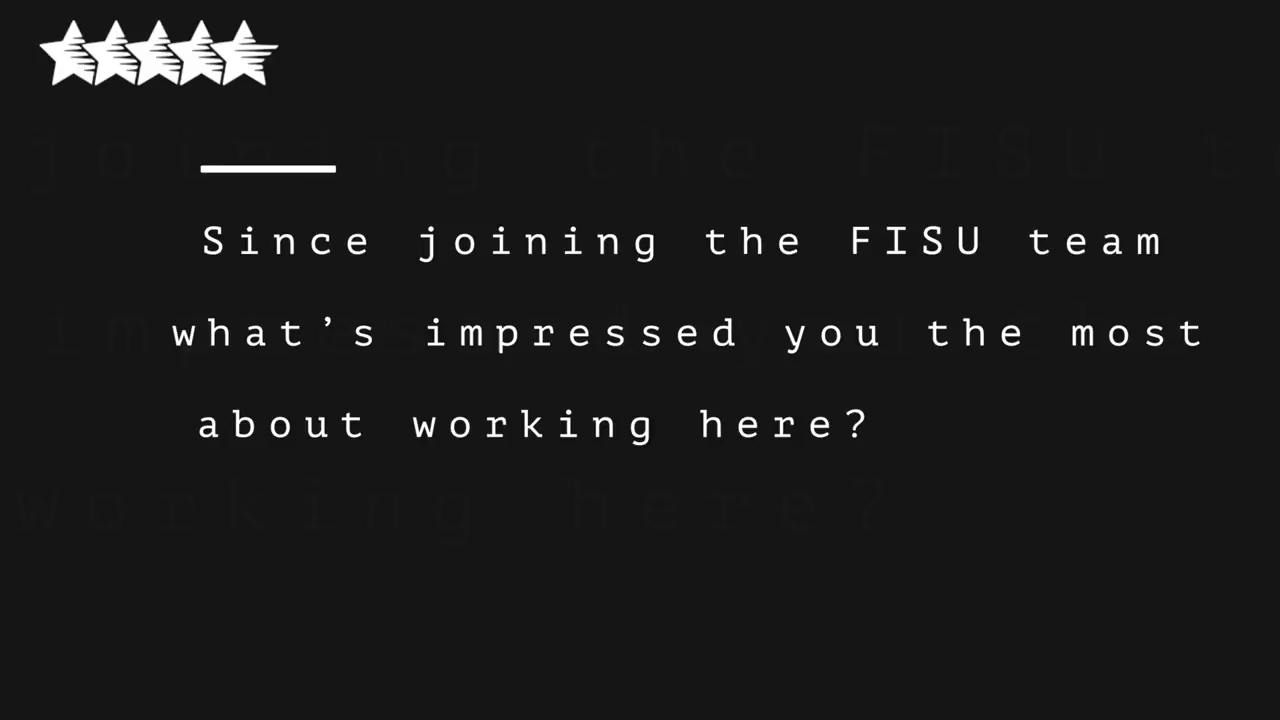 Since joining the FISU team
what’s impressed you the most
about working here?